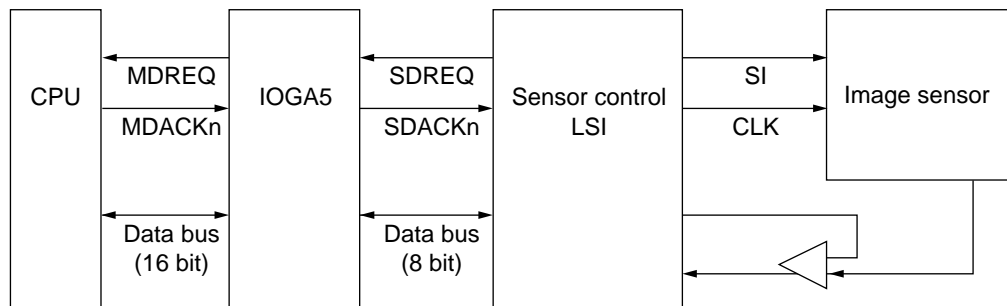 CPU
MDREQ
MDACKn
Data bus
(16 bit)
IOGA5
SDREQ
SDACKn
Data bus
(8 bit)
Sensor control
LSI
SI
CLK
Image sensor